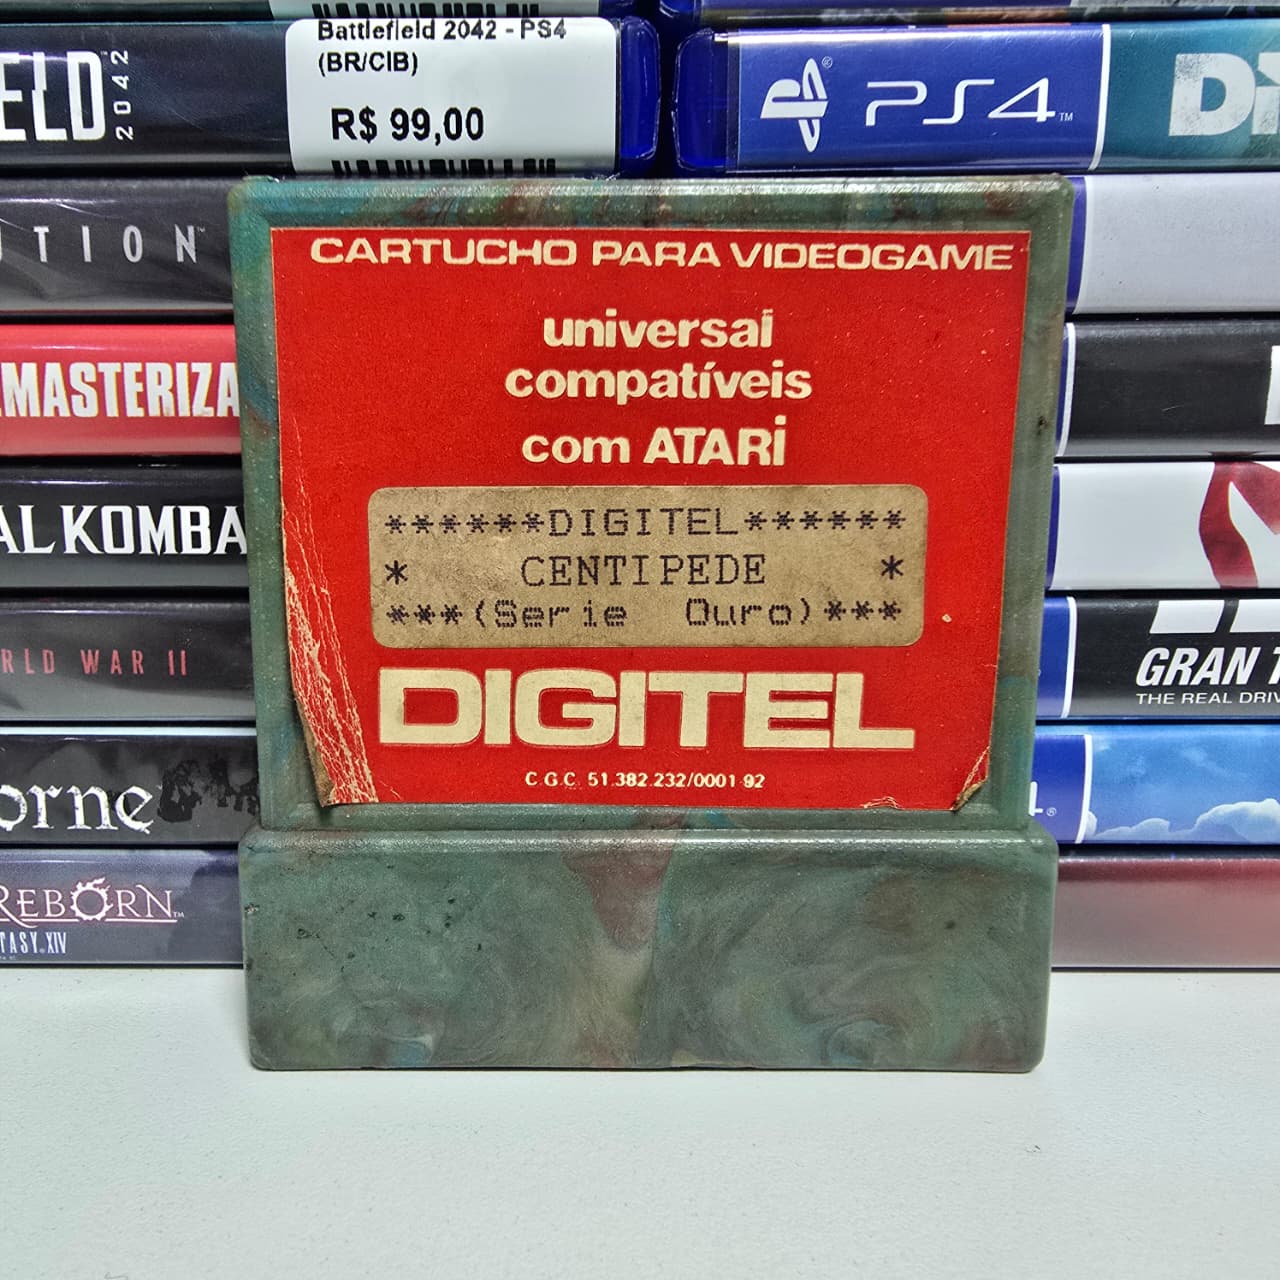 Battlefield 2042 - PS4
(BR/CIB)
R$ 99,00
ELD 2042
PS4
UTION
MASTERIZA
AL KOMBA
RLD WAR II
orne
REBORN
TASY XIV
GRAN T
THE REAL DRIV
CARTUCHO PARA VIDEOGAME
universal
compatíveis
com ATARI
******DIGITEL******
* CENTIPEDE *
***(Serie Ouro)***
DIGITEL
C.G.C. 51.382.232/0001-92